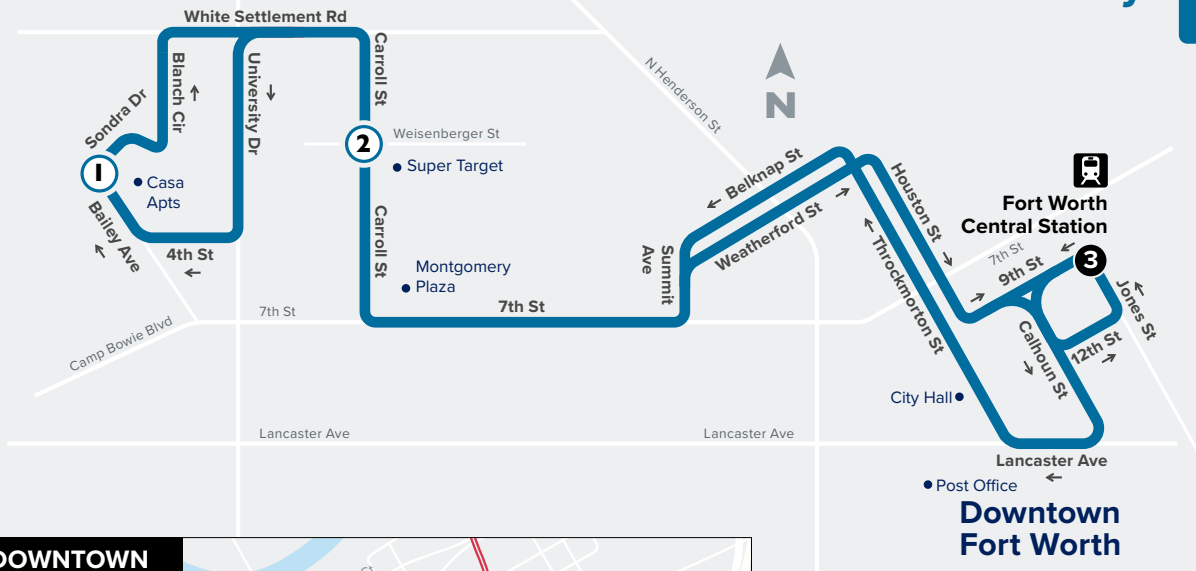 White Settlement Rd
Carroll St
Blanch Cir
University Dr
Sondra Dr
N Henderson St
N
2
Weisenberger St
Super Target
1
Casa
Apts
Belknap St
Houston St
Fort Worth
Central Station
Bailey Ave
4th St
Carroll St
Weatherford St
Summit
Ave
Throckmorton St
7th St
9th St
3
Jones St
Montgomery
Plaza
7th St
7th St
Camp Bowie Blvd
Calhoun St
12th St
City Hall
Lancaster Ave
Lancaster Ave
Lancaster Ave
Post Office
Downtown
Fort Worth
DOWNTOWN